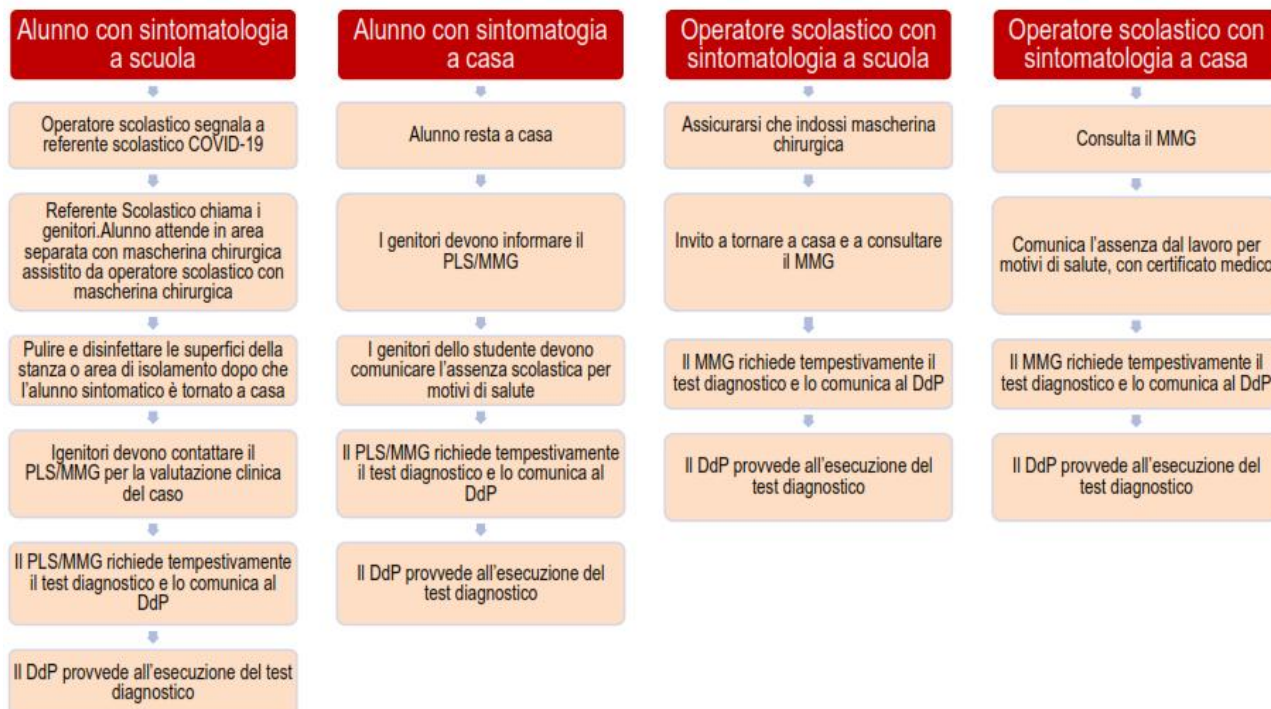 Alunno con sintomatologia
a scuola
Operatore scolastico segnala a
referente scolastico COVID-19
Referente Scolastico chiama i
genitori.Alunno attende in area
separata con mascherina chirurgica
assistito da operatore scolastico con
mascherina chirurgica
Pulire e disinfettare le superfici della
stanza o area di isolamento dopo che
l'alunno sintomatico è tornato a casa
Igenitori devono contattare il
PLS/MMG per la valutazione clinica
del caso
Il PLS/MMG richiede tempestivamente
il test diagnostico e lo comunica al
DdP
Il DdP provvede all'esecuzione del test
diagnostico
Alunno con sintomatogia
a casa
Alunno resta a casa
I genitori devono informare il
PLS/MMG
I genitori dello studente devono
comunicare l'assenza scolastica per
motivi di salute
Il PLS/MMG richiede tempestivamente
il test diagnostico e lo comunica al
DdP
Il DdP provvede all'esecuzione del
test diagnostico
Operatore scolastico con
sintomatologia a scuola
Assicurarsi che indossi mascherina
chirurgica
Invito a tornare a casa e a consultare
il MMG
Il MMG richiede tempestivamente il
test diagnostico e lo comunica al DdP
Il DdP provvede all'esecuzione del
test diagnostico
Operatore scolastico con
sintomatologia a casa
Consulta il MMG
Comunica l'assenza dal lavoro per
motivi di salute, con certificato medico
Il MMG richiede tempestivamente il
test diagnostico e lo comunica al DdP
Il DdP provvede all'esecuzione del
test diagnostico